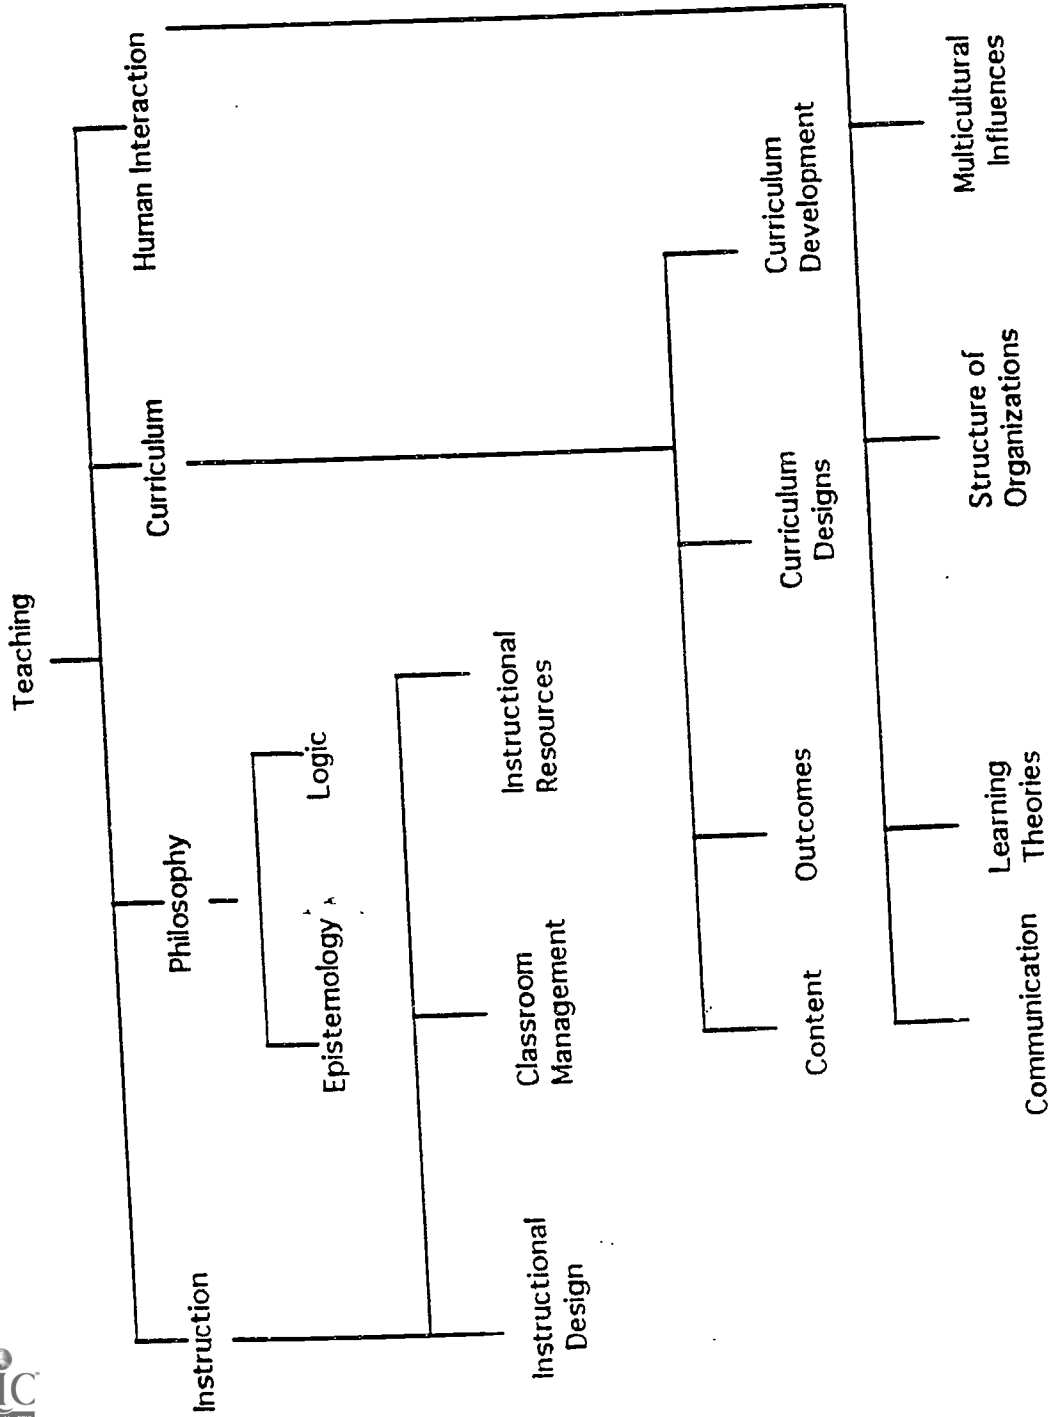 Teaching
Instruction
Philosophy
Curriculum
Human Interaction
Epistemology
Logic
Instructional
Design
Classroom
Management
Instructional
Resources
Content
Outcomes
Curriculum
Designs
Curriculum
Development
Communication
Learning
Theories
Structure of
Organizations
Multicultural
Influences